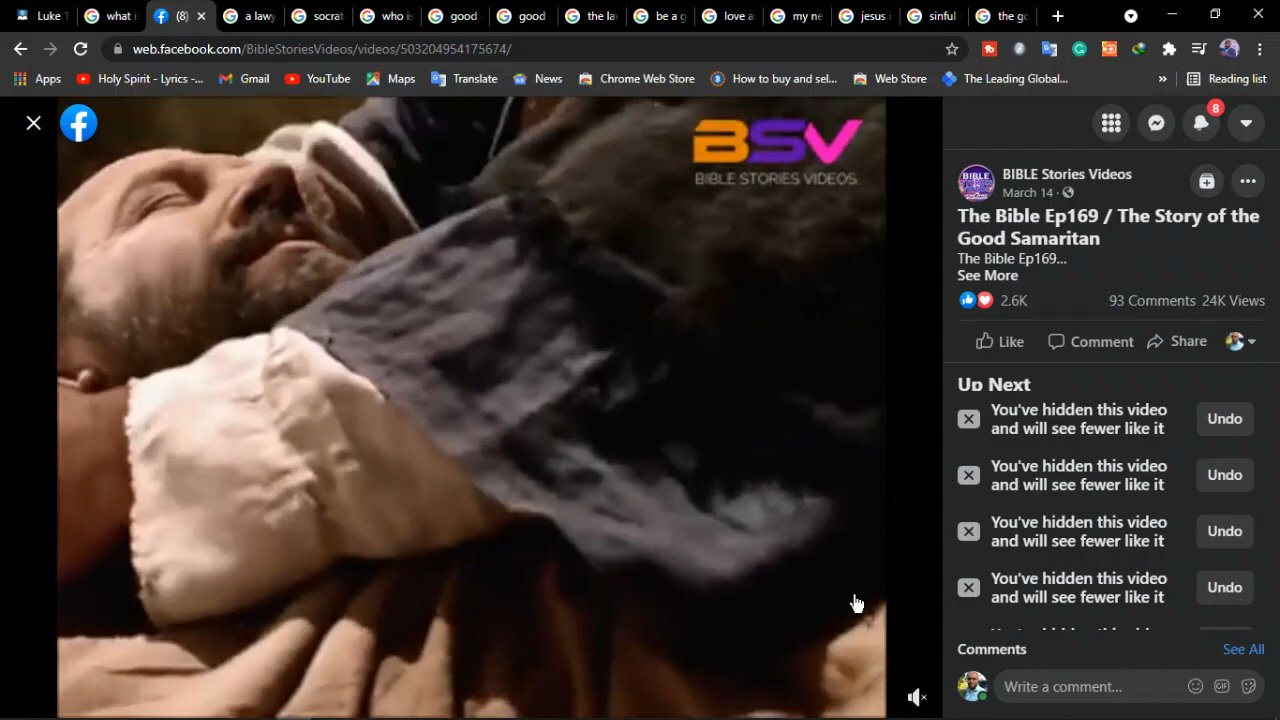 Luke 1
(8)
what is
a lawy
socrat
who is
good
good
the la
be a g
love a
my ne
jesus i
sinful
the go
web.facebook.com/BibleStoriesVideos/videos/503204954175674/
Apps
Holy Spirit - Lyrics -...
Gmail
YouTube
Maps
Translate
News
Chrome Web Store
How to buy and sel...
Web Store
The Leading Global...
»
Reading list
BSV
BIBLE STORIES VIDEOS
8
BIBLE Stories Videos
March 14 ·
The Bible Ep169 / The Story of the
Good Samaritan
The Bible Ep169...
See More
2.6K
93 Comments 24K Views
Like
Comment
Share
Up Next
You've hidden this video
and will see fewer like it
Undo
You've hidden this video
and will see fewer like it
Undo
You've hidden this video
and will see fewer like it
Undo
You've hidden this video
and will see fewer like it
Undo
Comments
See All
Write a comment...
GIF